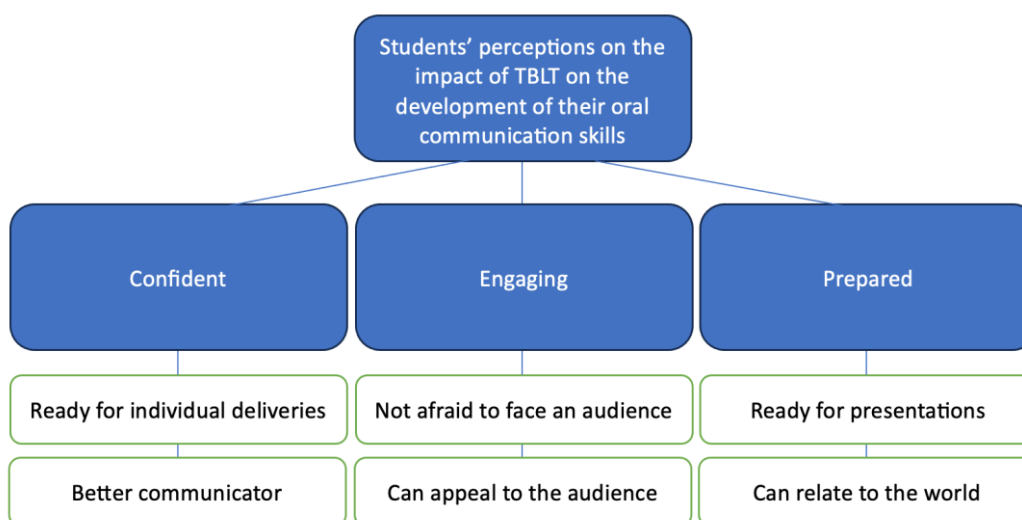 Students’ perceptions on the
impact of TBLT on the
development of their oral
communication skills
Confident
Engaging
Prepared
Ready for individual deliveries
Not afraid to face an audience
Ready for presentations
Better communicator
Can appeal to the audience
Can relate to the world